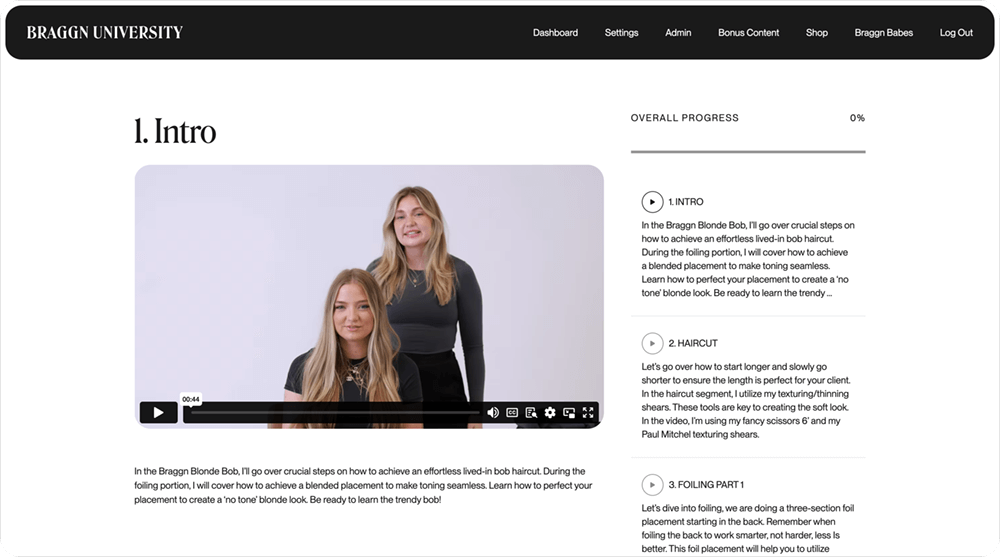 BRAGGN UNIVERSITY
Dashboard
Settings
Admin
Bonus Content
Shop
Braggn Babes
Log Out
1. Intro
00:44
CC
In the Braggn Blonde Bob, I'll go over crucial steps on how to achieve an effortless lived-in bob haircut. During the
foiling portion, I will cover how to achieve a blended placement to make toning seamless. Learn how to perfect your
placement to create a 'no tone' blonde look. Be ready to learn the trendy bob!
OVERALL PROGRESS
0%
1. INTRO
In the Braggn Blonde Bob, I'll go over crucial steps on
how to achieve an effortless lived-in bob haircut.
During the foiling portion, I will cover how to achieve
a blended placement to make toning seamless.
Learn how to perfect your placement to create a 'no
tone' blonde look. Be ready to learn the trendy ...
2. HAIRCUT
Let's go over how to start longer and slowly go
shorter to ensure the length is perfect for your client.
In the haircut segment, I utilize my texturing/thinning
shears. These tools are key to creating the soft look.
In the video, I'm using my fancy scissors 6' and my
Paul Mitchel texturing shears.
3. FOILING PART 1
Let's dive into foiling, we are doing a three-section foil
placement starting in the back. Remember when
foiling the back to work smarter, not harder, less Is
better. This foil placement will help you to utilize